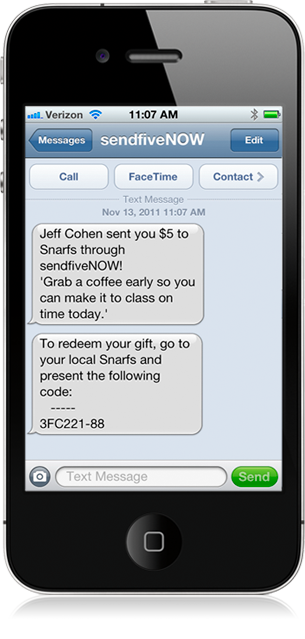 Verizon 11:07 AM
Messages sendfiveNOW Edit
Call FaceTime Contact
Text Message
Nov 13, 2011 11:07 AM
Jeff Cohen sent you $5 to
Snarfs through
sendfiveNOW!
'Grab a coffee early so you
can make it to class on
time today.'
To redeem your gift, go to
your local Snarfs and
present the following
code:
-----
3FC221-88
Text Message Send